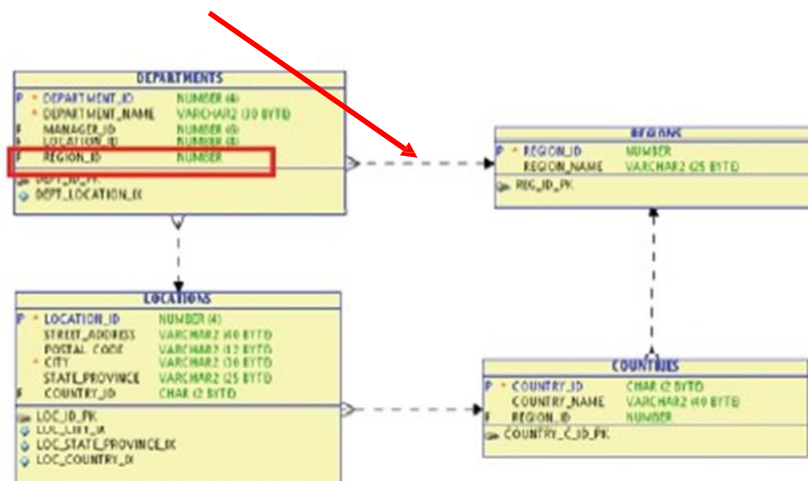 DEPARTMENTS
P * DEPARTMENT_ID NUMBER (4)
* DEPARTMENT_NAME VARCHAR2 (30 BYTE)
F MANAGER_ID NUMBER (6)
F LOCATION_ID NUMBER (4)
F REGION_ID NUMBER
DEPT_ID_PK
DEPT_LOCATION_IX
REGIONS
P * REGION_ID NUMBER
REGION_NAME VARCHAR2 (25 BYTE)
REG_ID_PK
LOCATIONS
P * LOCATION_ID NUMBER (4)
STREET_ADDRESS VARCHAR2 (40 BYTE)
POSTAL_CODE VARCHAR2 (12 BYTE)
* CITY VARCHAR2 (30 BYTE)
STATE_PROVINCE VARCHAR2 (25 BYTE)
F COUNTRY_ID CHAR (2 BYTE)
LOC_ID_PK
LOC_CITY_IX
LOC_STATE_PROVINCE_IX
LOC_COUNTRY_IX
COUNTRIES
P * COUNTRY_ID CHAR (2 BYTE)
COUNTRY_NAME VARCHAR2 (40 BYTE)
F REGION_ID NUMBER
COUNTRY_C_ID_PK